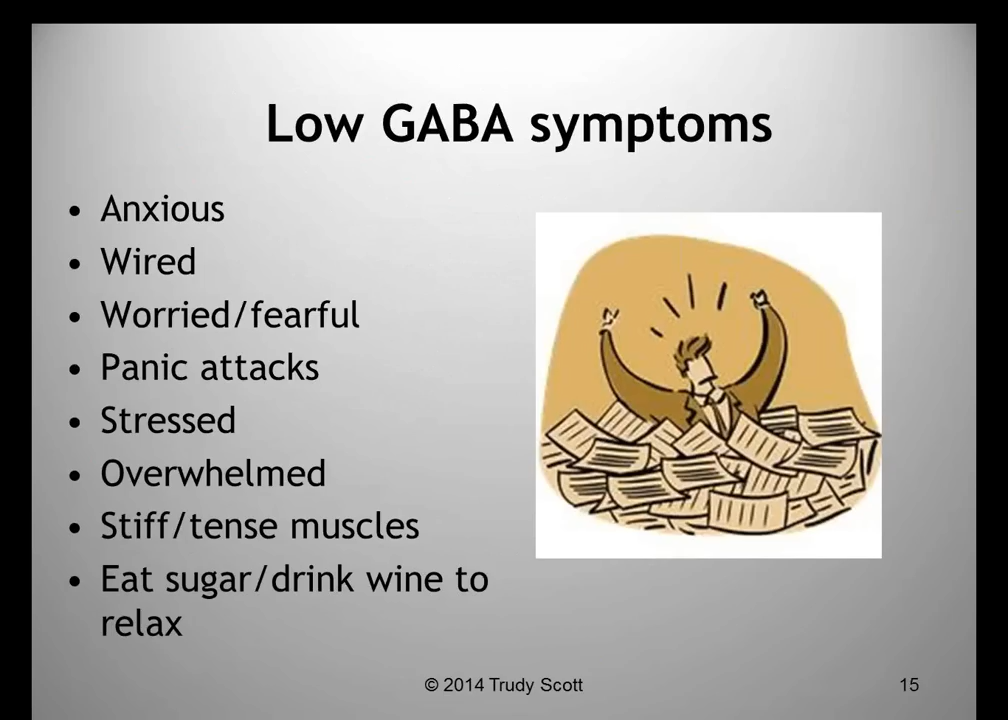 Low GABA symptoms
• Anxious
• Wired
• Worried/fearful
• Panic attacks
• Stressed
• Overwhelmed
• Stiff/tense muscles
• Eat sugar/drink wine to
relax
© 2014 Trudy Scott
15